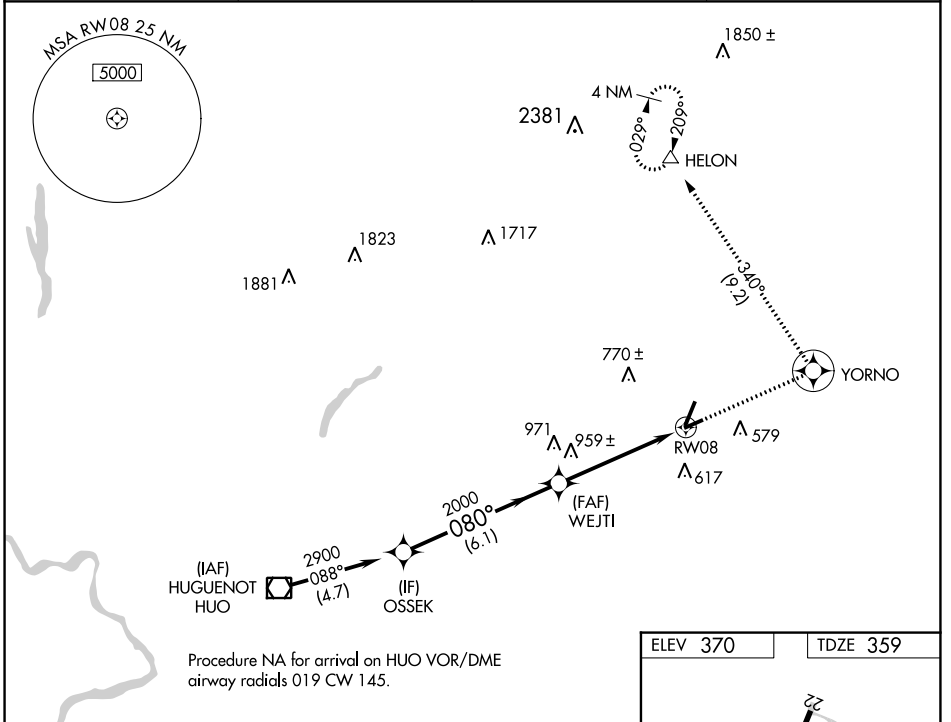 MSA RW08 25 NM
5000
1850 ±
4 NM
2381
029°
209°
HELON
1823
1717
1881
340°
(9.2)
770 ±
YORNO
971
959 ±
579
RW08
617
2000
080°
(6.1)
(FAF)
WEJTI
2900
088°
(4.7)
(IAF)
HUGUENOT
HUO
(IF)
OSSEK
Procedure NA for arrival on HUO VOR/DME
airway radials 019 CW 145.
ELEV 370
TDZE 359
22